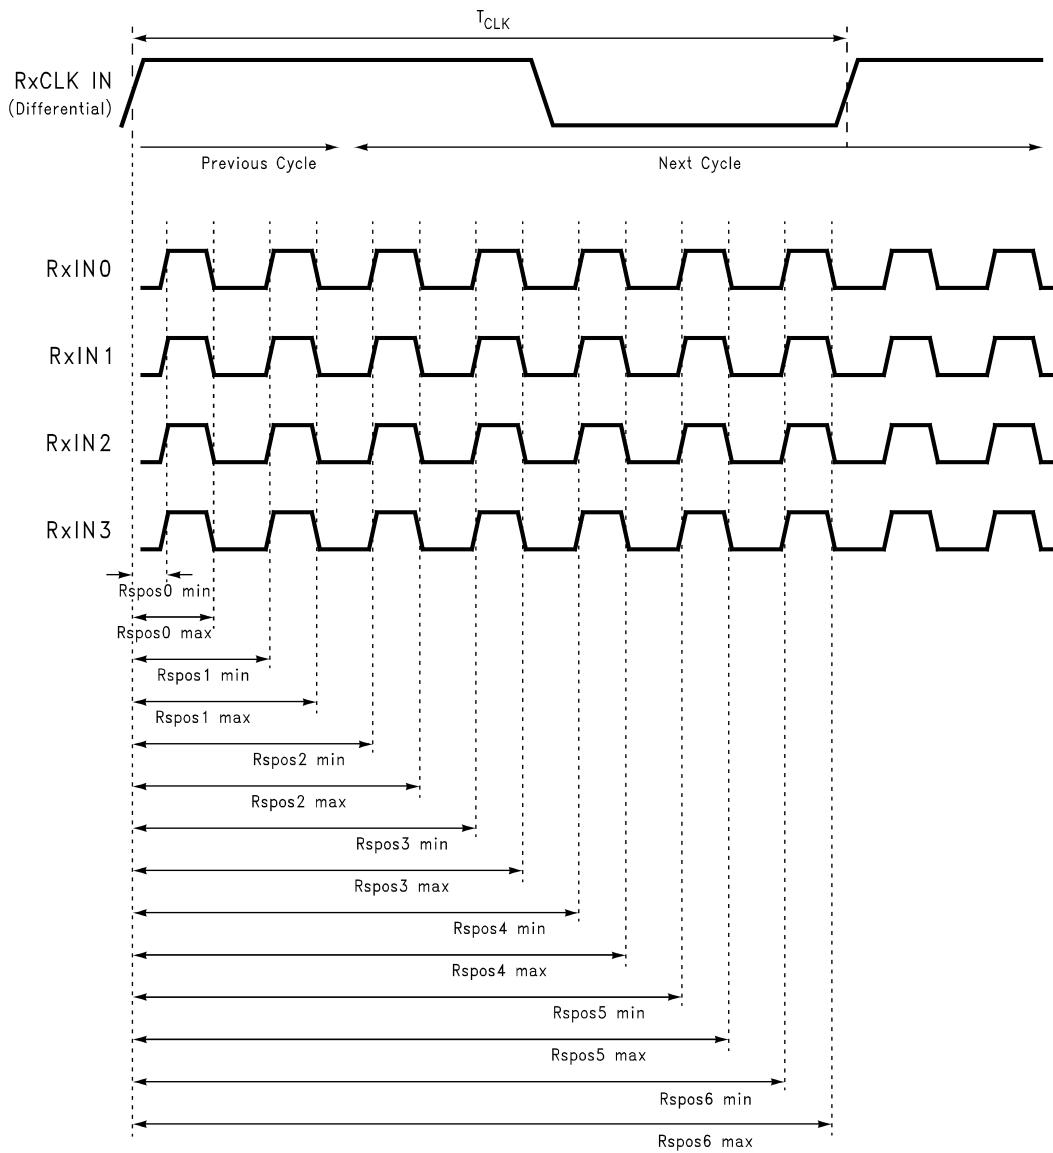 TCLK
RxCLK IN
(Differential)
Previous Cycle
Next Cycle
RxIN0
RxIN1
RxIN2
RxIN3
Rspos0 min
Rspos0 max
Rspos1 min
Rspos1 max
Rspos2 min
Rspos2 max
Rspos3 min
Rspos3 max
Rspos4 min
Rspos4 max
Rspos5 min
Rspos5 max
Rspos6 min
Rspos6 max